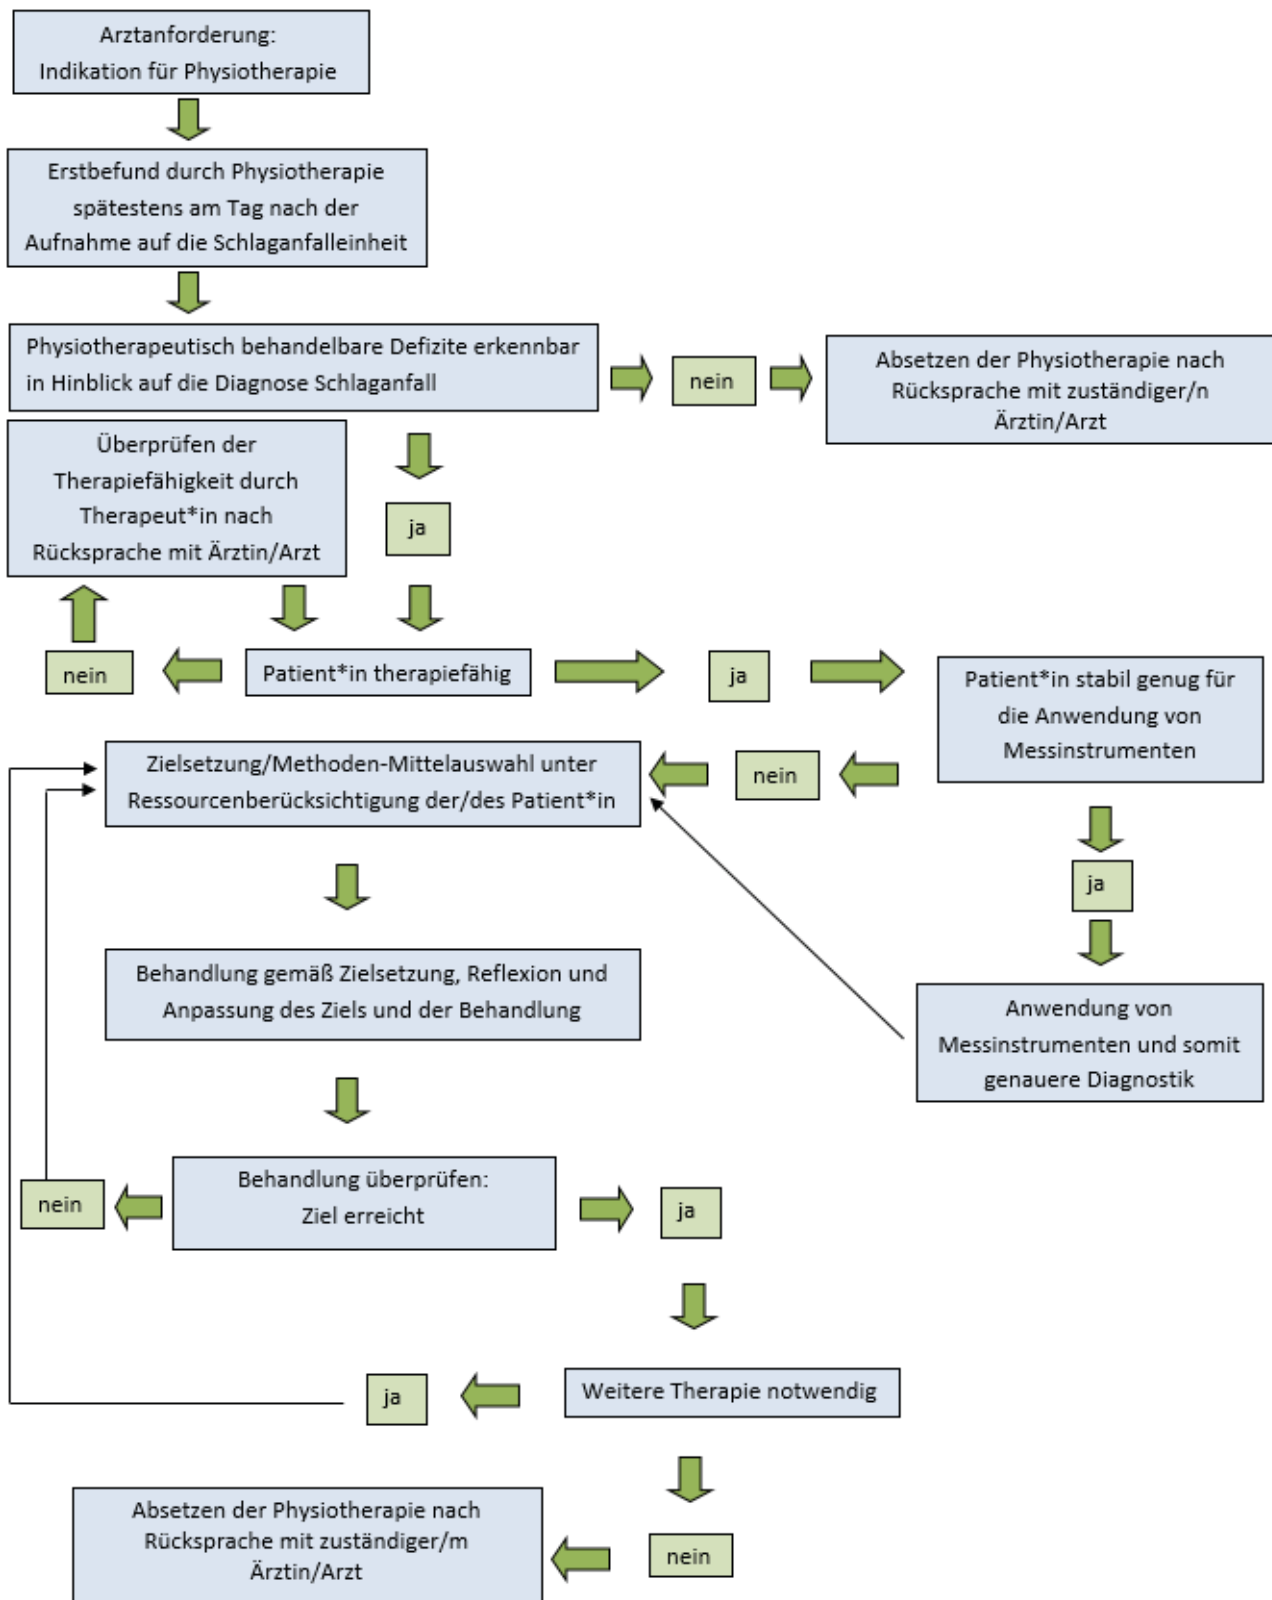 Arztanforderung:
Indikation für Physiotherapie
Erstbefund durch Physiotherapie
spätestens am Tag nach der
Aufnahme auf die Schlaganfalleinheit
Physiotherapeutisch behandelbare Defizite erkennbar
in Hinblick auf die Diagnose Schlaganfall
nein
Absetzen der Physiotherapie nach
Rücksprache mit zuständiger/n
Ärztin/Arzt
Überprüfen der
Therapiefähigkeit durch
Therapeut*in nach
Rücksprache mit Ärztin/Arzt
ja
nein
Patient*in therapiefähig
ja
Patient*in stabil genug für
die Anwendung von
Messinstrumenten
Zielsetzung/Methoden-Mittelauswahl unter
Ressourcenberücksichtigung der/des Patient*in
nein
ja
Behandlung gemäß Zielsetzung, Reflexion und
Anpassung des Ziels und der Behandlung
Anwendung von
Messinstrumenten und somit
genauere Diagnostik
nein
Behandlung überprüfen:
Ziel erreicht
ja
ja
Weitere Therapie notwendig
Absetzen der Physiotherapie nach
Rücksprache mit zuständiger/m
Ärztin/Arzt
nein